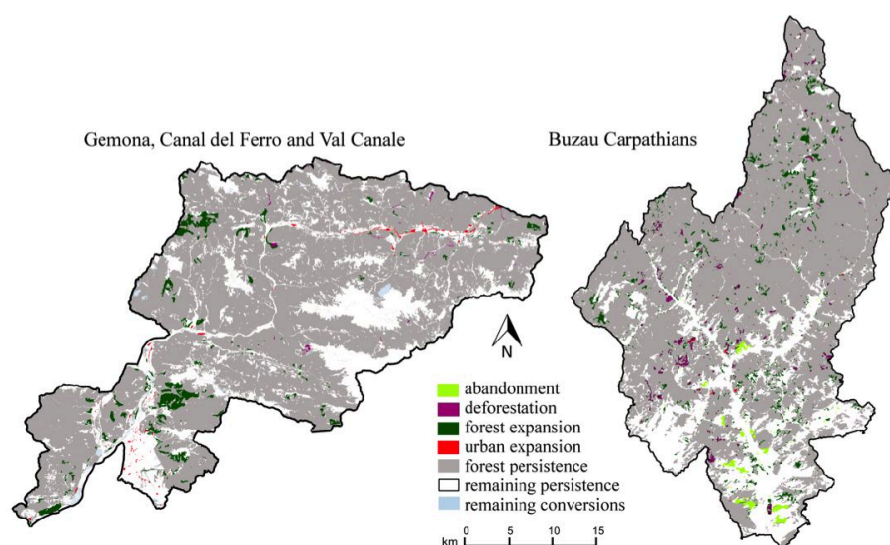 Gemona, Canal del Ferro and Val Canale
Buzau Carpathians
N
abandonment
deforestation
forest expansion
urban expansion
forest persistence
remaining persistence
remaining conversions
km 0 5 10 15